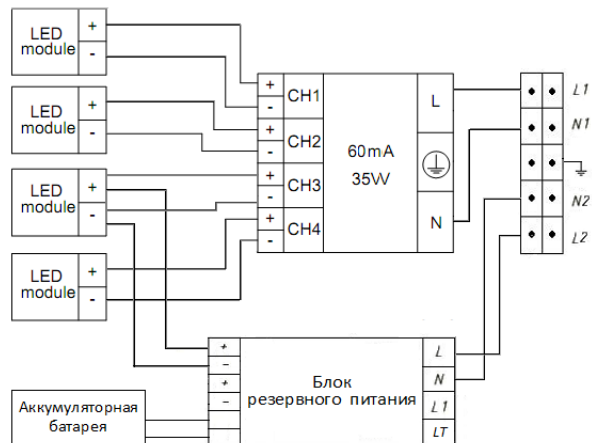 LED
module
+
-
LED
module
+
-
LED
module
+
-
LED
module
+
-
+
-
CH1
+
-
CH2
+
-
CH3
+
-
CH4
60mA
35W
L
N
L1
N1
N2
L2
+
-
+
-
Блок
резервного питания
L
N
L1
LT
Аккумуляторная
батарея